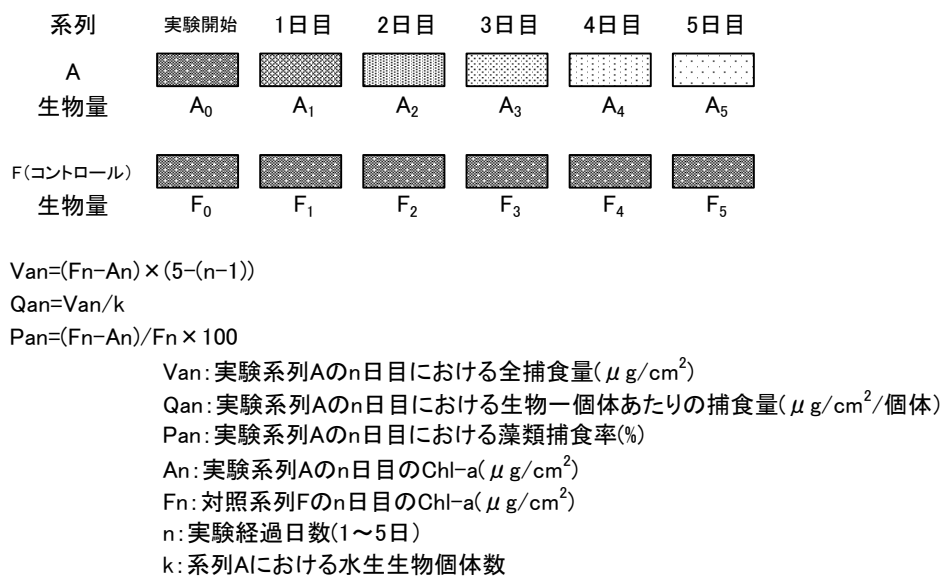 系列 実験開始 1日目 2日目 3日目 4日目 5日目
A
生物量 A₀ A₁ A₂ A₃ A₄ A₅
F(コントロール)
生物量 F₀ F₁ F₂ F₃ F₄ F₅
Van=(Fn-An)×(5-(n-1))
Qan=Van/k
Pan=(Fn-An)/Fn×100
Van:実験系列Aのn日目における全捕食量(μg/cm²)
Qan:実験系列Aのn日目における生物一個体あたりの捕食量(μg/cm²/個体)
Pan:実験系列Aのn日目における藻類捕食率(%)
An:実験系列Aのn日目のChl-a(μg/cm²)
Fn:対照系列Fのn日目のChl-a(μg/cm²)
n:実験経過日数(1～5日)
k:系列Aにおける水生生物個体数